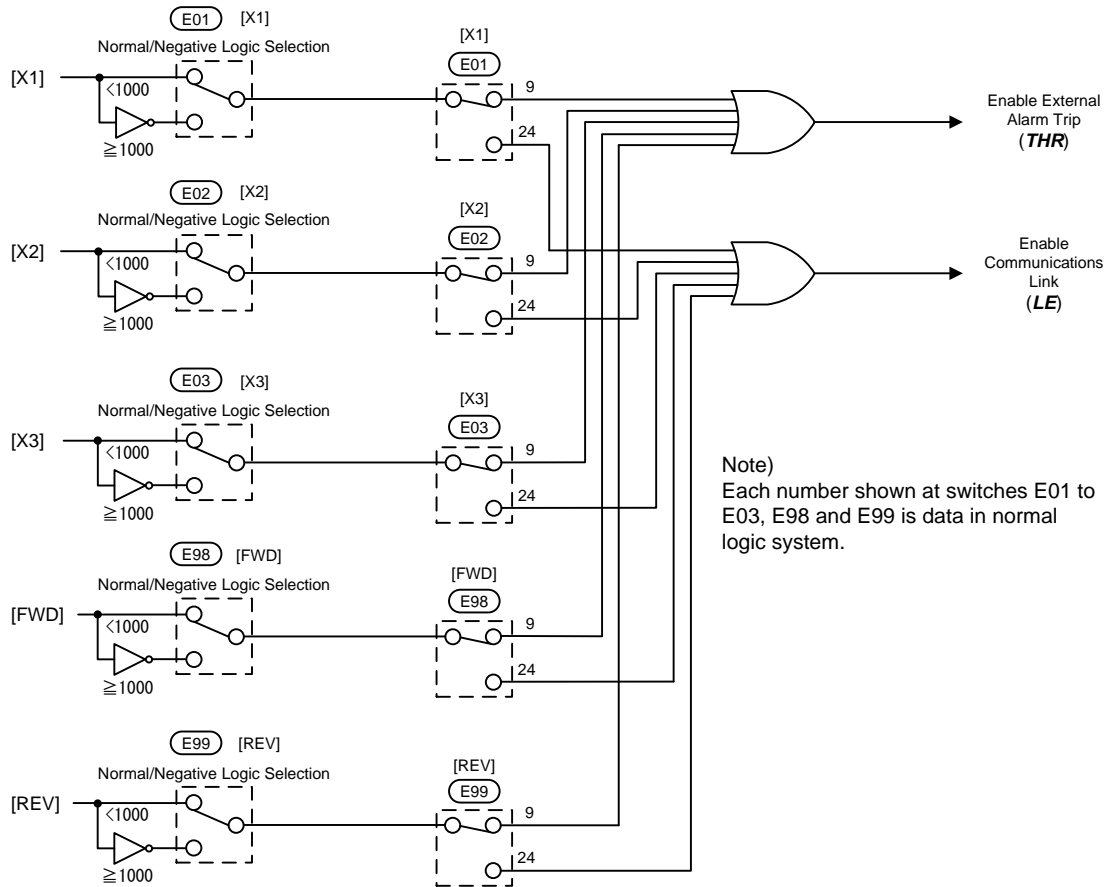 E01 [X1]
Normal/Negative Logic Selection
[X1]
<1000
≧1000
[X1]
E01
9
24
Enable External
Alarm Trip
(THR)
E02 [X2]
Normal/Negative Logic Selection
[X2]
<1000
≧1000
[X2]
E02
9
24
Enable
Communications
Link
(LE)
E03 [X3]
Normal/Negative Logic Selection
[X3]
<1000
≧1000
[X3]
E03
9
24
Note)
Each number shown at switches E01 to
E03, E98 and E99 is data in normal
logic system.
E98 [FWD]
Normal/Negative Logic Selection
[FWD]
<1000
≧1000
[FWD]
E98
9
24
E99 [REV]
Normal/Negative Logic Selection
[REV]
<1000
≧1000
[REV]
E99
9
24